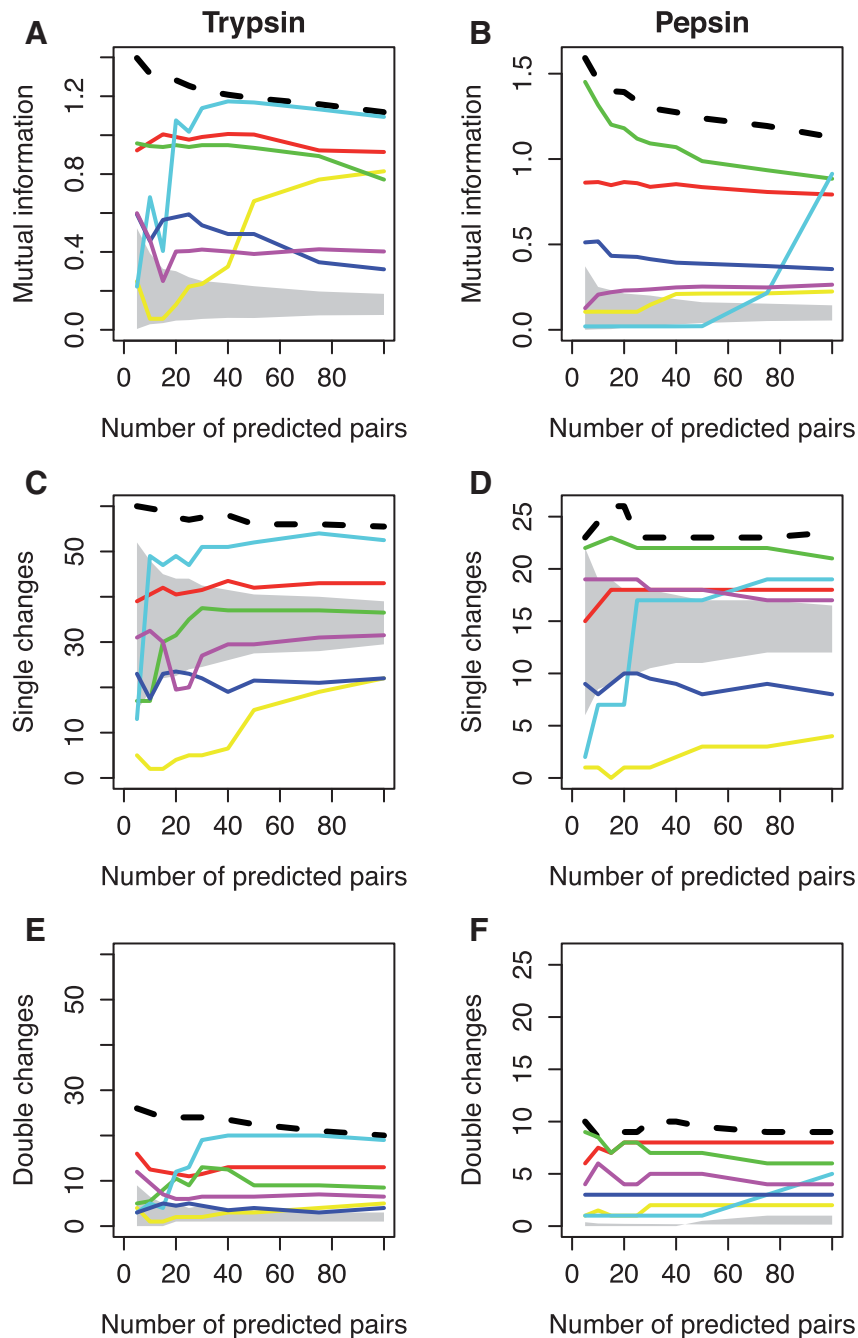 Trypsin
Pepsin
A
B
Mutual information
0.0 0.4 0.8 1.2
0 20 40 60 80
Number of predicted pairs
Mutual information
0.0 0.5 1.0 1.5
0 20 40 60 80
Number of predicted pairs
C
D
Single changes
0 10 30 50
0 20 40 60 80
Number of predicted pairs
Single changes
0 5 10 15 20 25
0 20 40 60 80
Number of predicted pairs
E
F
Double changes
0 10 30 50
0 20 40 60 80
Number of predicted pairs
Double changes
0 5 10 15 20 25
0 20 40 60 80
Number of predicted pairs